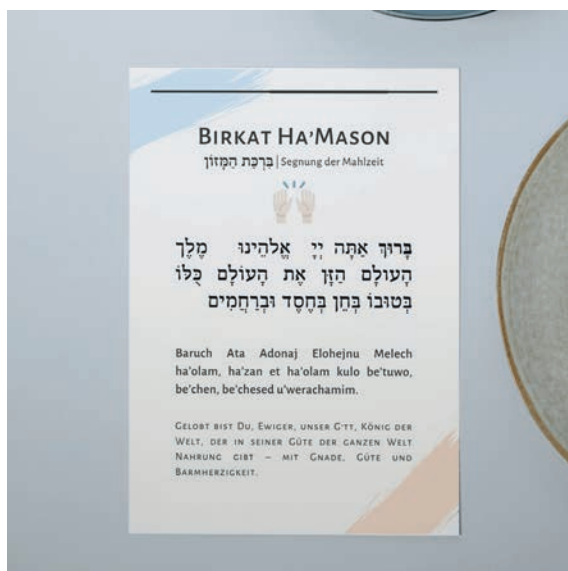 BIRKAT HA'MASON
בִּרְכַּת הַמָּזוֹן | Segnung der Mahlzeit
בָּרוּךְ אַתָּה יְיָ אֱלֹהֵינוּ מֶלֶךְ
הָעוֹלָם הַזָּן אֶת הָעוֹלָם כֻּלּוֹ
בְּטוּבוֹ בְּחֵן בְּחֶסֶד וּבְרַחֲמִים
Baruch Ata Adonaj Elohejnu Melech
ha'olam, ha'zan et ha'olam kulo be'tuwo,
be'chen, be'chesed u'werachamim.
GELOBT BIST DU, EWIGER, UNSER G'TT, KÖNIG DER
WELT, DER IN SEINER GÜTE DER GANZEN WELT
NAHRUNG GIBT – MIT GNADE, GÜTE UND
BARMHERZIGKEIT.